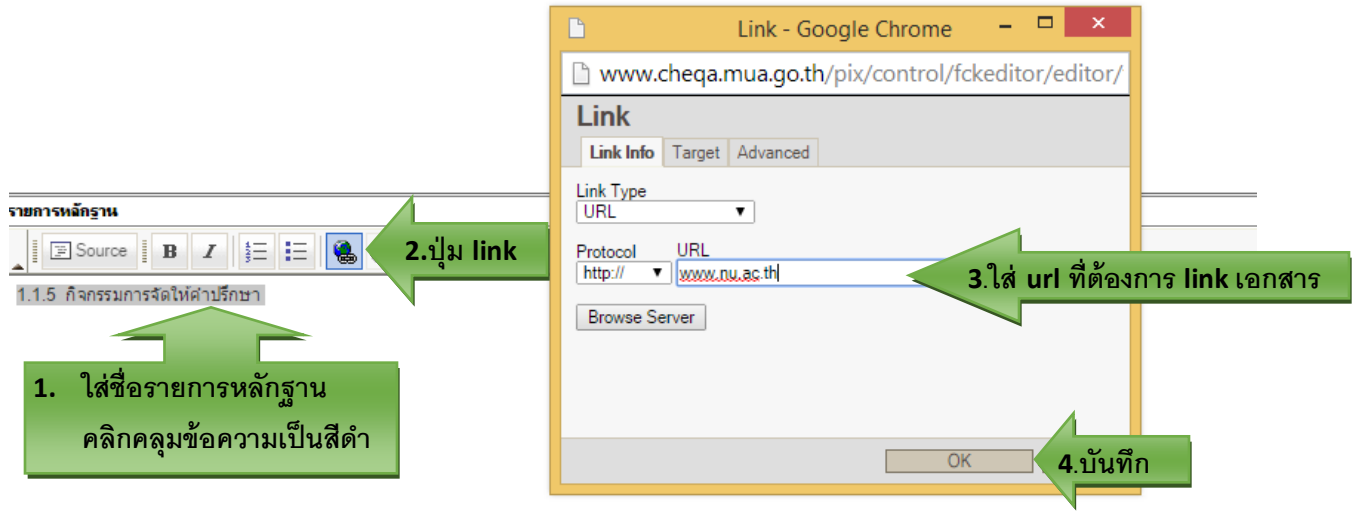 Link - Google Chrome
www.cheqa.mua.go.th/pix/control/fckeditor/editor/
Link
Link Info Target Advanced
Link Type
URL
Protocol URL
http:// www.nu.ac.th
Browse Server
OK
รายการหลักฐาน
Source B I
1.1.5 กิจกรรมการจัดให้คำปรึกษา
1. ใส่ชื่อรายการหลักฐาน
คลิกคลุมข้อความเป็นสีดำ
2.ปุ่ม link
3.ใส่ url ที่ต้องการ link เอกสาร
4.บันทึก